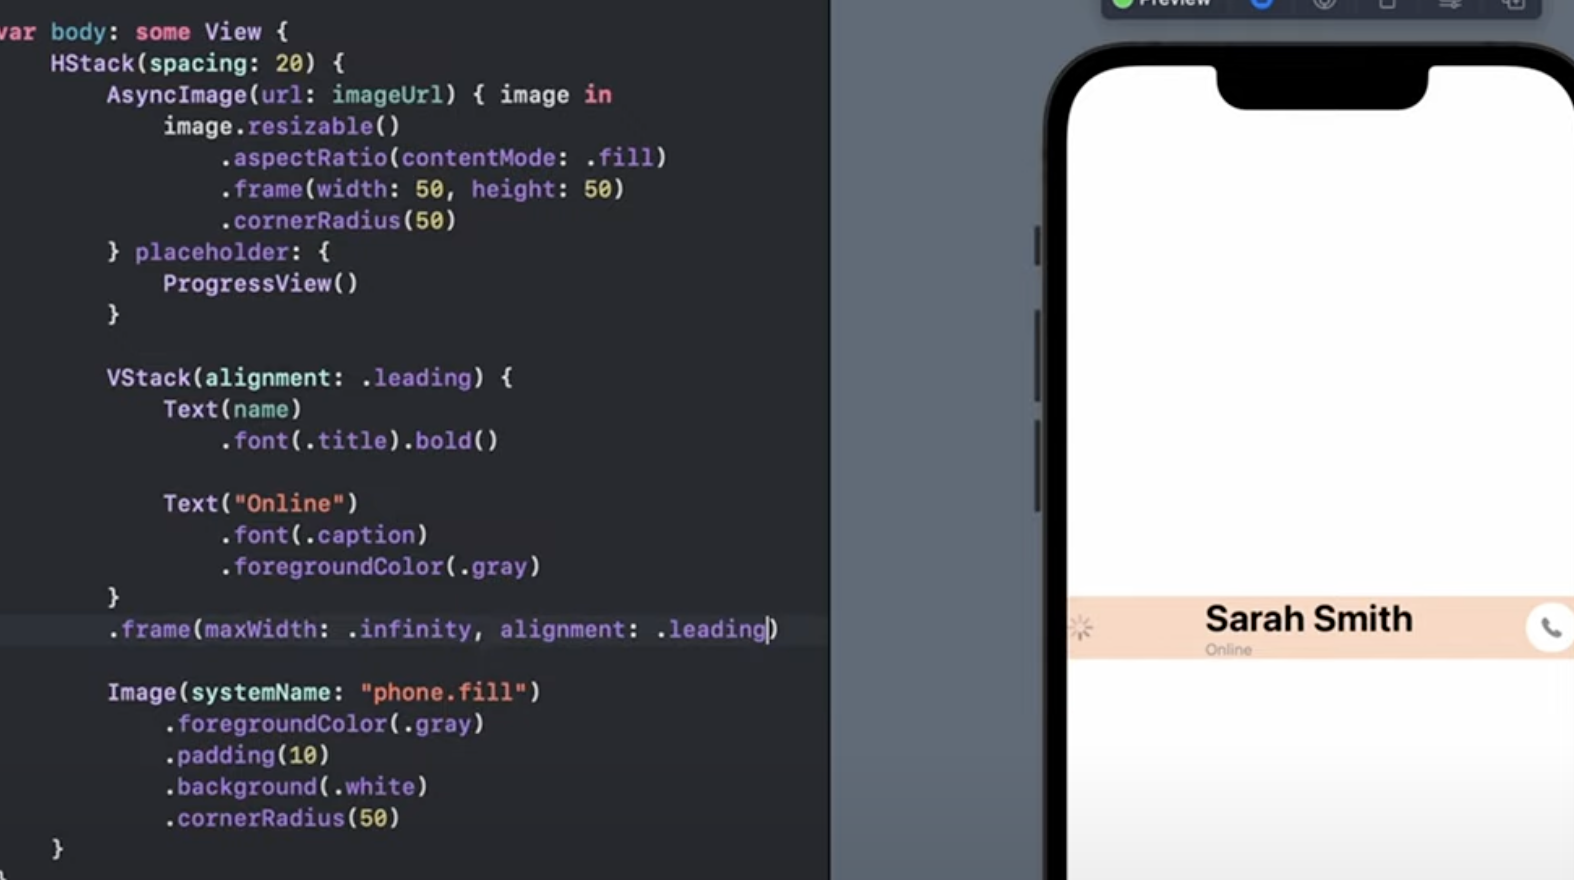 var body: some View {
HStack(spacing: 20) {
AsyncImage(url: imageUrl) { image in
image.resizable()
.aspectRatio(contentMode: .fill)
.frame(width: 50, height: 50)
.cornerRadius(50)
} placeholder: {
ProgressView()
}
VStack(alignment: .leading) {
Text(name)
.font(.title).bold()
Text("Online")
.font(.caption)
.foregroundColor(.gray)
}
.frame(maxWidth: .infinity, alignment: .leading)
Image(systemName: "phone.fill")
.foregroundColor(.gray)
.padding(10)
.background(.white)
.cornerRadius(50)
}
Preview
Sarah Smith
Online